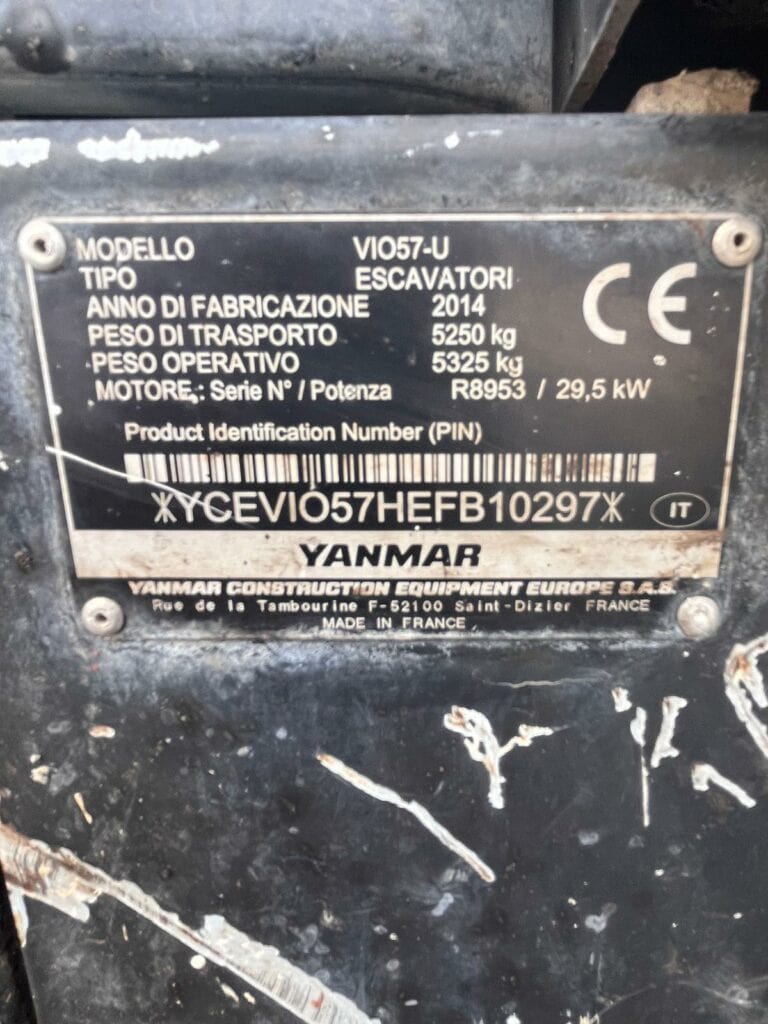 MODELLO VIO57-U
TIPO ESCAVATORI
ANNO DI FABRICAZIONE 2014
PESO DI TRASPORTO 5250 kg
PESO OPERATIVO 5325 kg
MOTORE : Serie N° / Potenza R8953 / 29,5 kW
CE
Product Identification Number (PIN)
*YCEVIO57HEFB10297*
IT
YANMAR
YANMAR CONSTRUCTION EQUIPMENT EUROPE S.A.S.
Rue de la Tambourine F-52100 Saint-Dizier FRANCE
MADE IN FRANCE